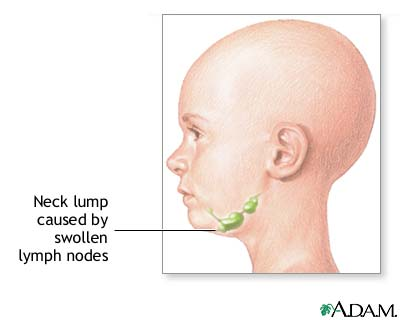 Neck lump
caused by
swollen
lymph nodes
A.D.A.M.